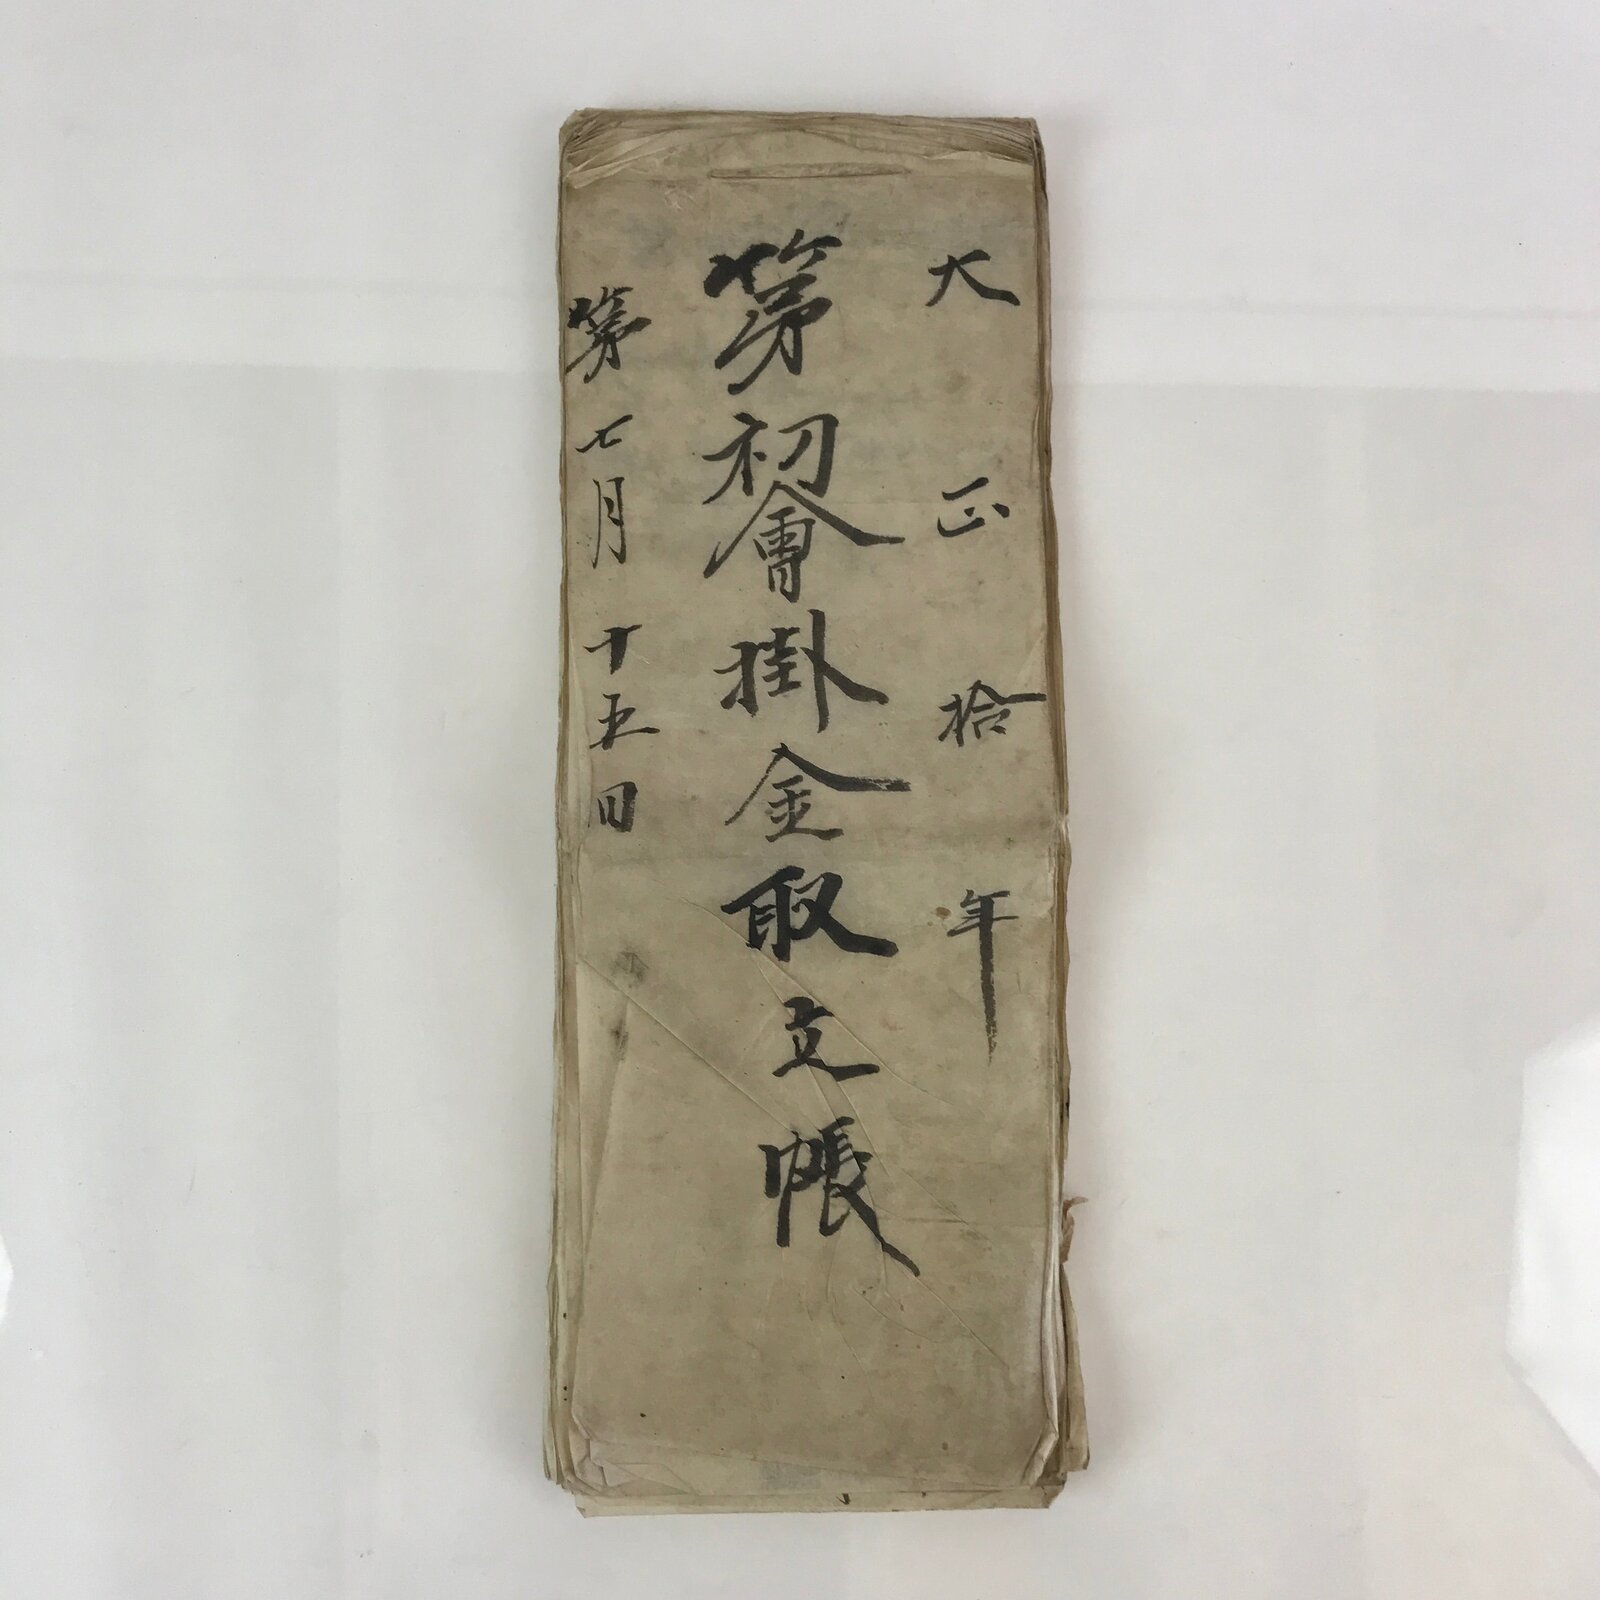 大正拾年
第初會掛金取立帳
第七月十五日